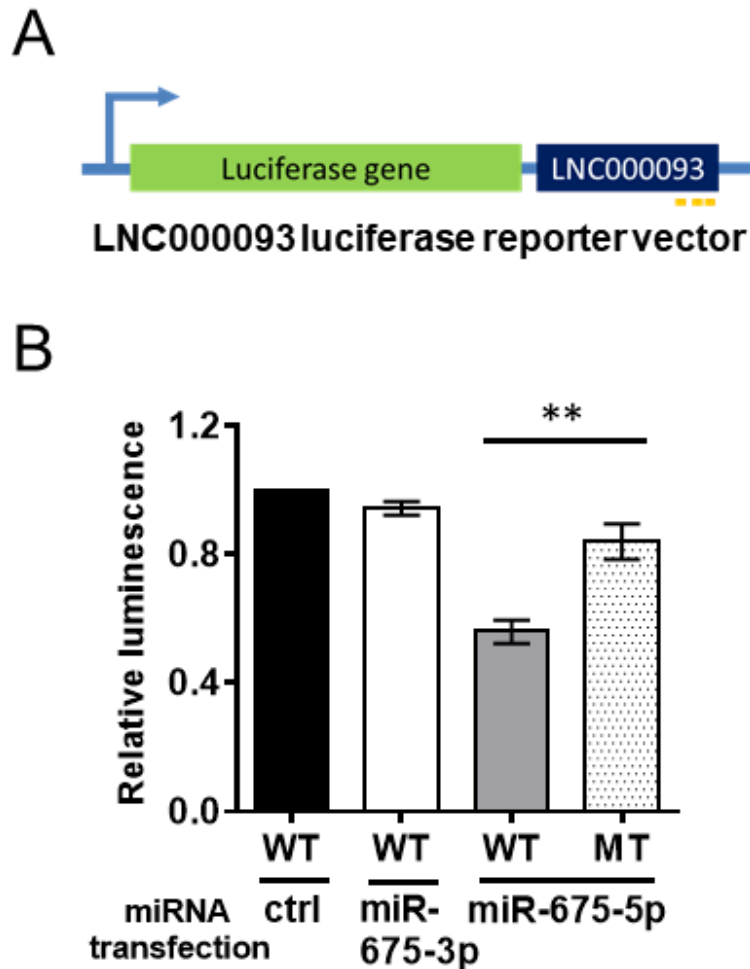 A
Luciferase gene
LNC000093
LNC000093 luciferase reporter vector
B
**
Relative luminescence
1.2
0.8
0.4
0.0
WT WT WT MT
miRNA transfection
ctrl
miR-675-3p
miR-675-5p